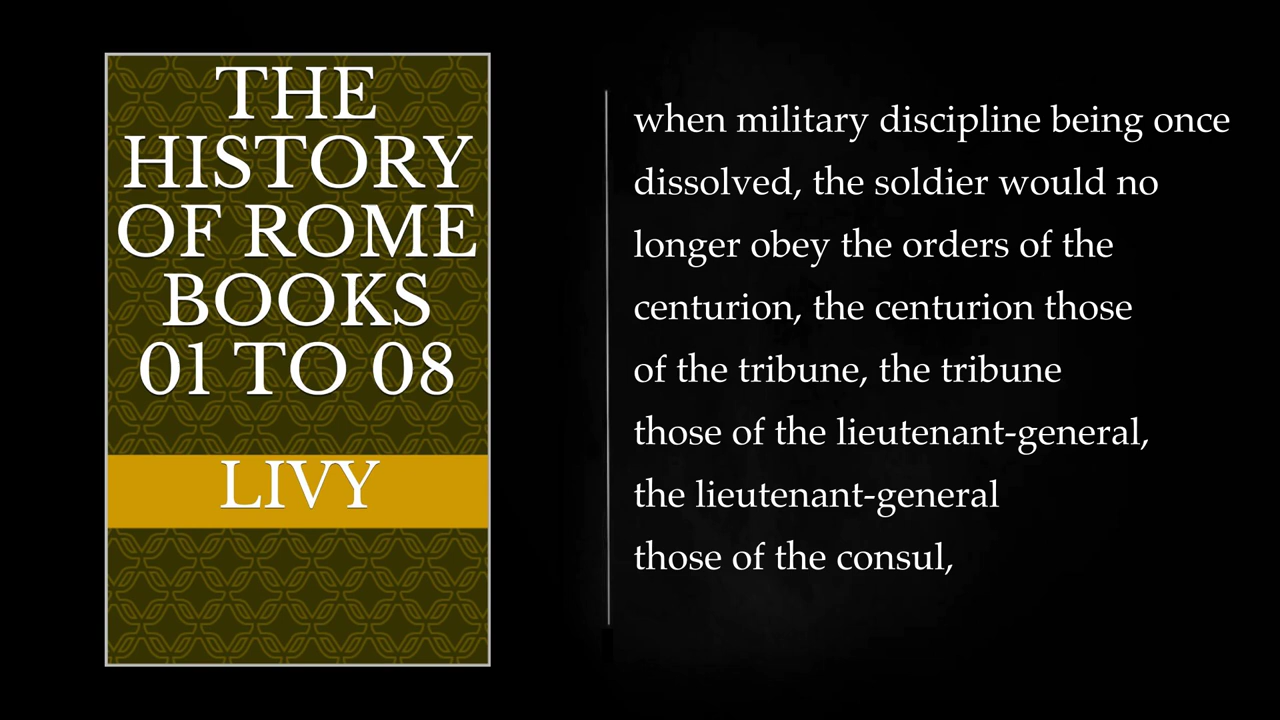 THE
HISTORY
OF ROME
BOOKS
01 TO 08
LIVY
when military discipline being once
dissolved, the soldier would no
longer obey the orders of the
centurion, the centurion those
of the tribune, the tribune
those of the lieutenant-general,
the lieutenant-general
those of the consul,